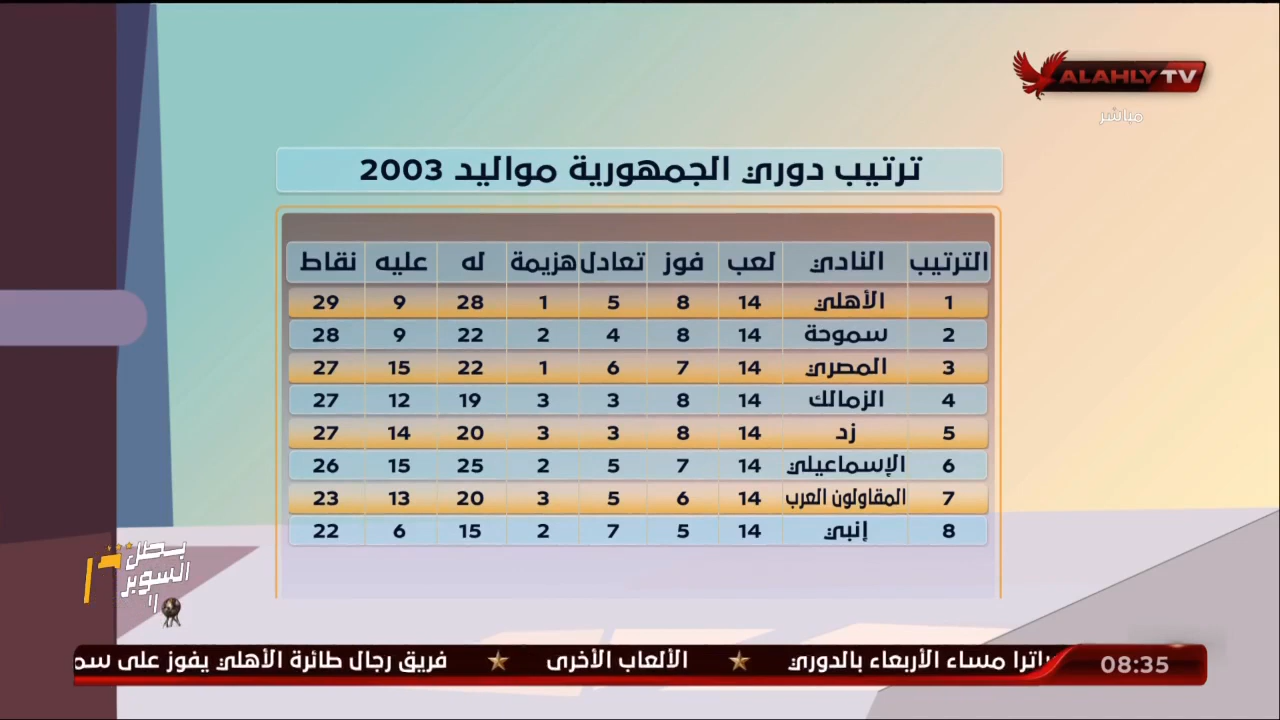 ALAHLY TV
مباشر
ترتيب دوري الجمهورية مواليد 2003
الترتيب النادي لعب فوز تعادل هزيمة له عليه نقاط
1 الأهلي 14 8 5 1 28 9 29
2 سموحة 14 8 4 2 22 9 28
3 المصري 14 7 6 1 22 15 27
4 الزمالك 14 8 3 3 19 12 27
5 زد 14 8 3 3 20 14 27
6 الإسماعيلي 14 7 5 2 25 15 26
7 المقاولون العرب 14 6 5 3 20 13 23
8 إنبي 14 5 7 2 15 6 22
بطل
السوبر
08:35 مساء الأربعاء بالدوري ★ الألعاب الأخرى ★ فريق رجال طائرة الأهلي يفوز على